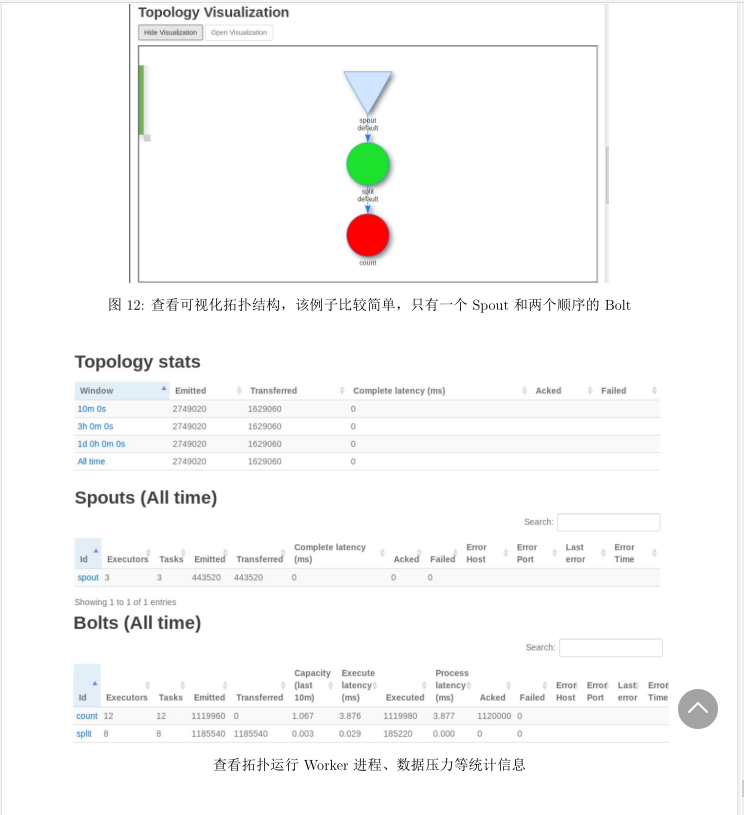 Topology Visualization
Hide Visualization Open Visualization
spout
default
split
default
count
图 12: 查看可视化拓扑结构，该例子比较简单，只有一个 Spout 和两个顺序的 Bolt
Topology stats
Window Emitted Transferred Complete latency (ms) Acked Failed
10m 0s 2749020 1629060 0
3h 0m 0s 2749020 1629060 0
1d 0h 0m 0s 2749020 1629060 0
All time 2749020 1629060 0
Spouts (All time)
Search:
Id Executors Tasks Emitted Transferred Complete latency (ms) Acked Failed Error Host Error Port Last error Error Time
spout 3 3 443520 443520 0 0 0
Showing 1 to 1 of 1 entries
Bolts (All time)
Search:
Id Executors Tasks Emitted Transferred Capacity (last 10m) Execute latency (ms) Executed Process latency (ms) Acked Failed Error Host Error Port Last error Error Time
count 12 12 1119960 0 1.067 3.876 1119980 3.877 1120000 0
split 8 8 1185540 1185540 0.003 0.029 185220 0.000 0 0
查看拓扑运行 Worker 进程、数据压力等统计信息